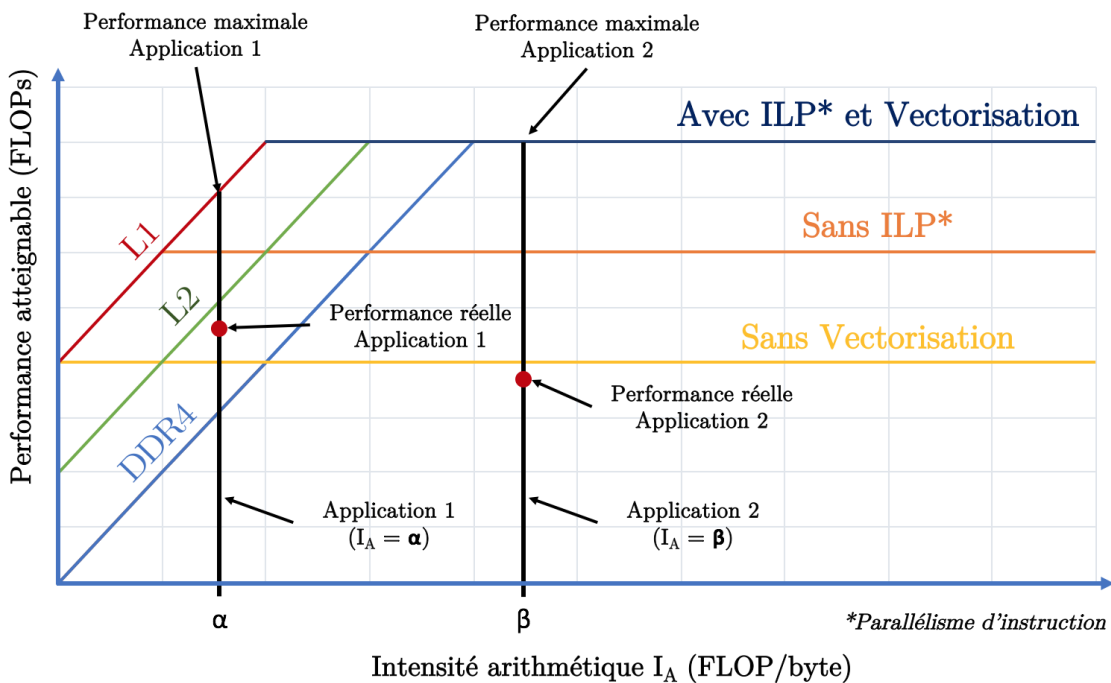 Performance maximale
Application 1
Performance maximale
Application 2
Performance atteignable (FLOPs)
Avec ILP* et Vectorisation
L1
Sans ILP*
L2
Performance réelle
Application 1
Sans Vectorisation
Performance réelle
Application 2
DDR4
Application 1
(IA = α)
Application 2
(IA = β)
α
β
*Parallélisme d'instruction
Intensité arithmétique IA (FLOP/byte)